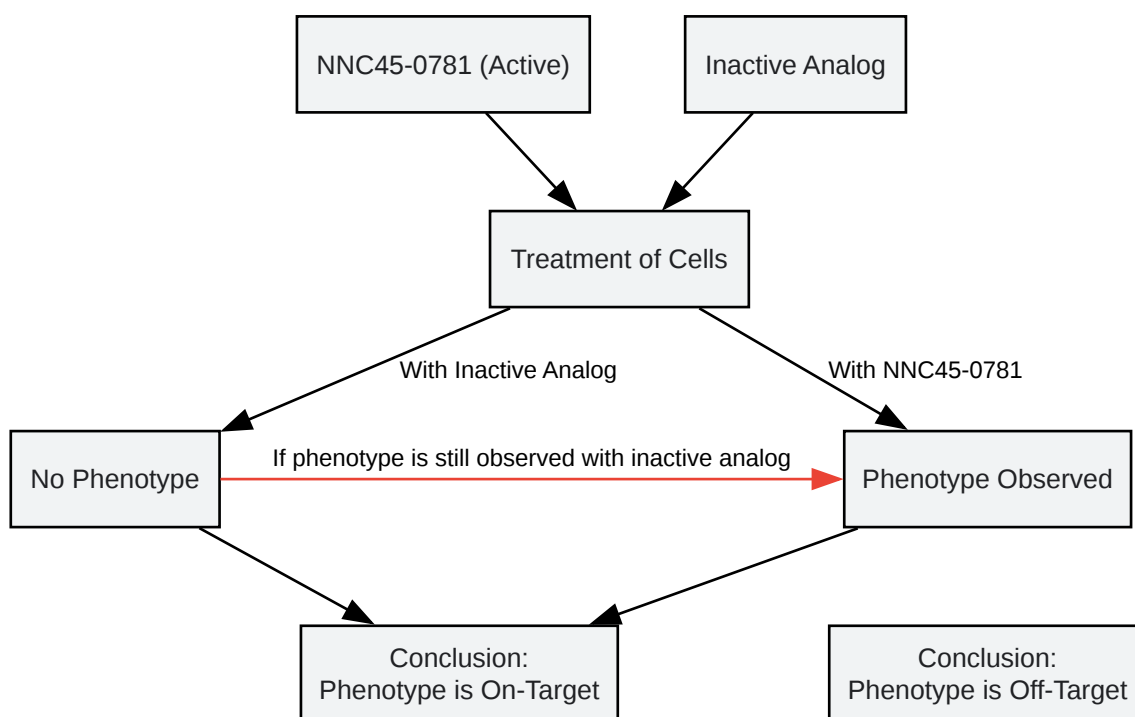 NNC45-0781 (Active)
Inactive Analog
Treatment of Cells
With Inactive Analog
With NNC45-0781
No Phenotype
If phenotype is still observed with inactive analog
Phenotype Observed
Conclusion:
Phenotype is On-Target
Conclusion:
Phenotype is Off-Target